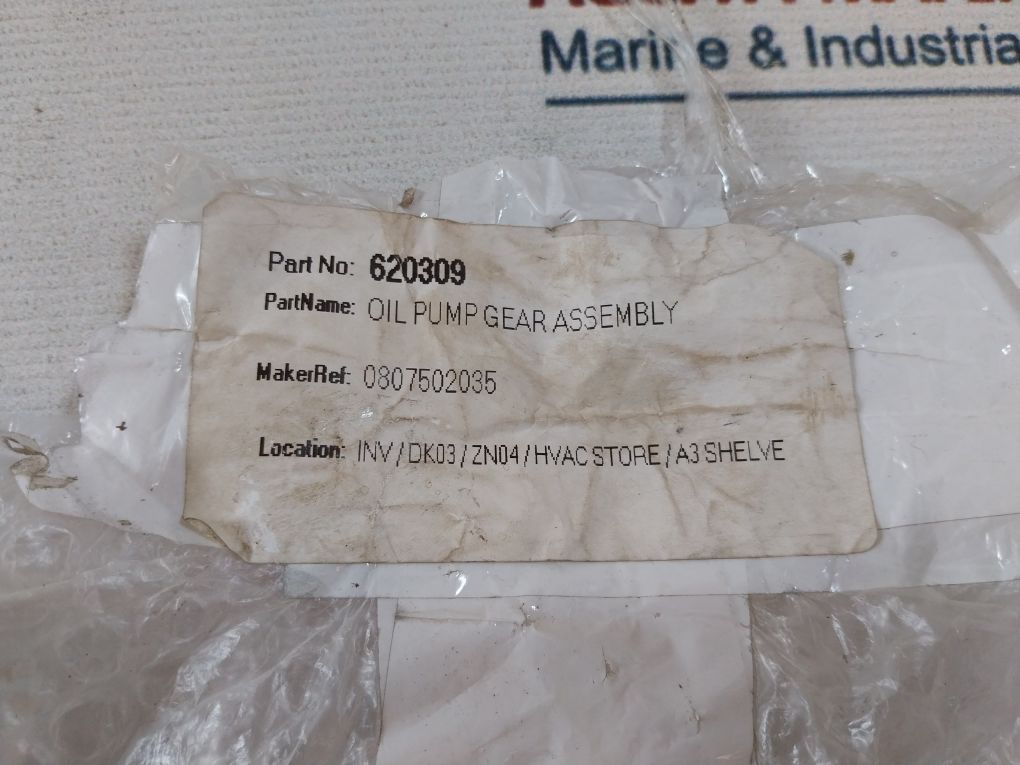 Marine & Industria
Part No: 620309
PartName: OIL PUMP GEAR ASSEMBLY
MakerRef: 0807502035
Location: INV / DK03 / ZN04 / HVAC STORE / A3 SHELVE